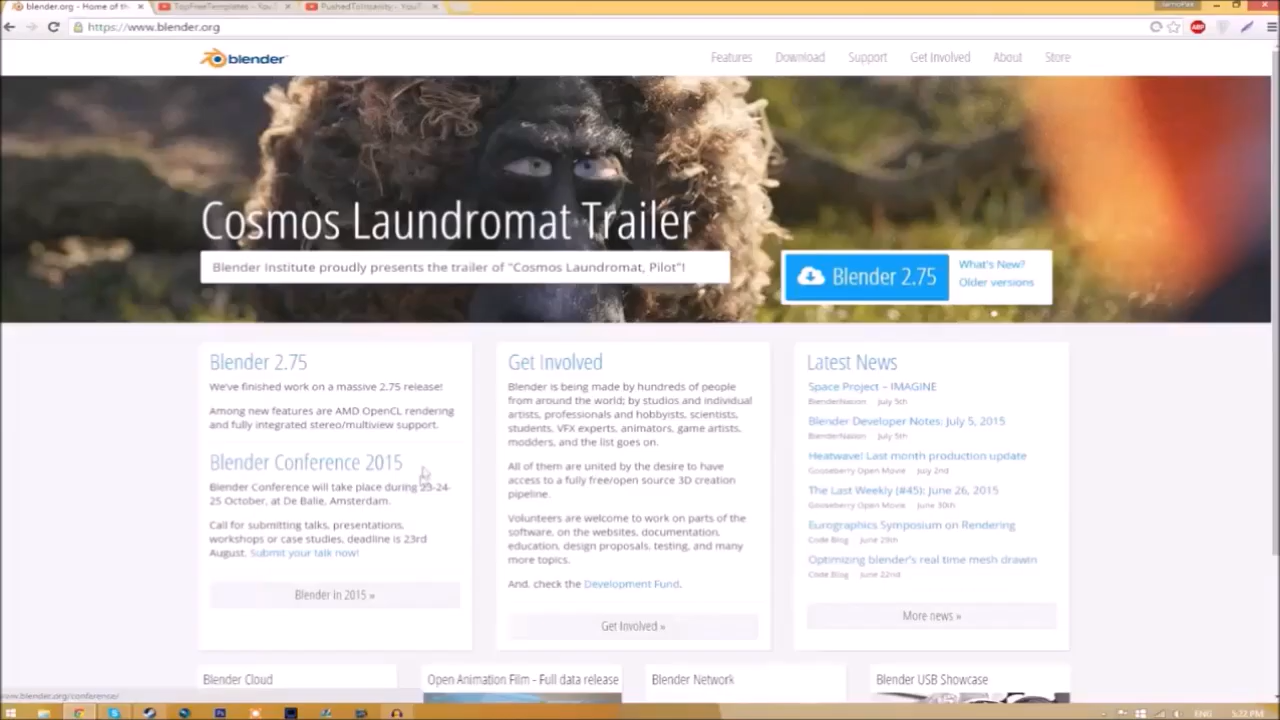 blender.org - Home of th
TopFreeTemplates - You
PushedToInsanity - You
https://www.blender.org
ABP
blender
Features
Download
Support
Get Involved
About
Store
Cosmos Laundromat Trailer
Blender Institute proudly presents the trailer of "Cosmos Laundromat, Pilot"!
Blender 2.75
What's New?
Older versions
Blender 2.75
We've finished work on a massive 2.75 release!
Among new features are AMD OpenCL rendering
and fully integrated stereo/multiview support.
Blender Conference 2015
Blender Conference will take place during 23-24-
25 October, at De Balie, Amsterdam.
Call for submitting talks, presentations,
workshops or case studies, deadline is 23rd
August. Submit your talk now!
Blender in 2015 »
Get Involved
Blender is being made by hundreds of people
from around the world; by studios and individual
artists, professionals and hobbyists, scientists,
students, VFX experts, animators, game artists,
modders, and the list goes on.
All of them are united by the desire to have
access to a fully free/open source 3D creation
pipeline.
Volunteers are welcome to work on parts of the
software, on the websites, documentation,
education, design proposals, testing, and many
more topics.
And, check the Development Fund.
Get Involved »
Latest News
Space Project – IMAGINE
BlenderNation July 5th
Blender Developer Notes: July 5, 2015
BlenderNation July 5th
Heatwave! Last month production update
Gooseberry Open Movie July 2nd
The Last Weekly (#45): June 26, 2015
Gooseberry Open Movie June 30th
Eurographics Symposium on Rendering
Code Blog June 29th
Optimizing blender's real time mesh drawin
Code Blog June 22nd
More news »
Blender Cloud
Open Animation Film - Full data release
Blender Network
Blender USB Showcase
www.blender.org/conference/
ENG
5:22 PM